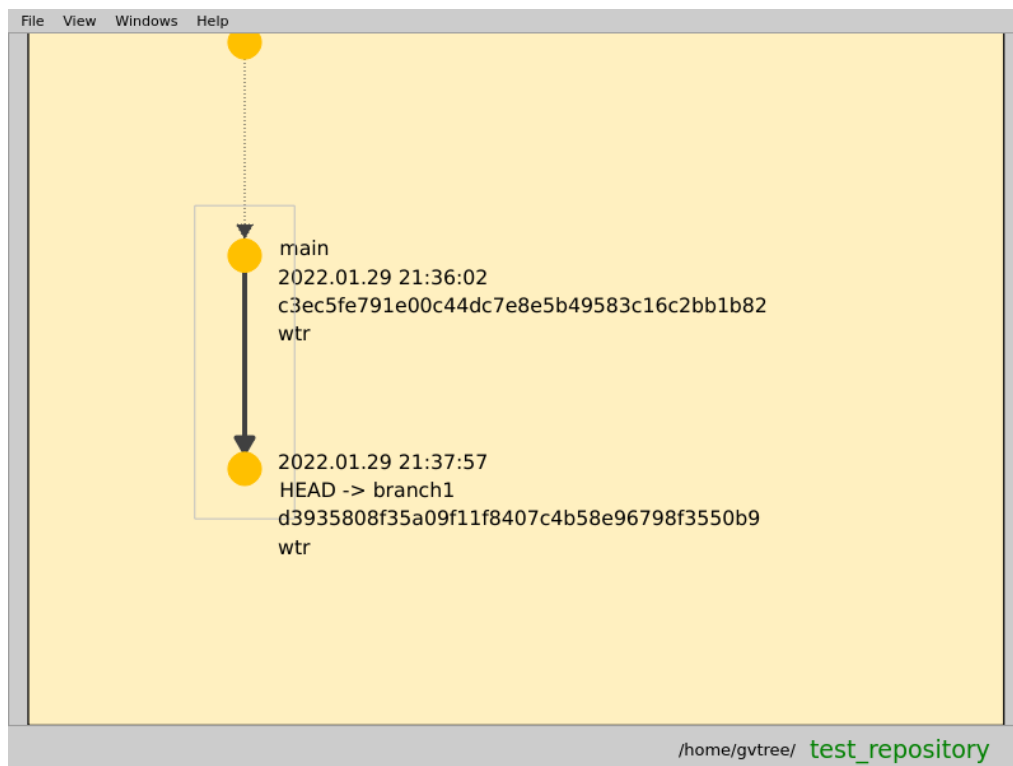 File View Windows Help
main
2022.01.29 21:36:02
c3ec5fe791e00c44dc7e8e5b49583c16c2bb1b82
wtr
2022.01.29 21:37:57
HEAD -> branch1
d3935808f35a09f11f8407c4b58e96798f3550b9
wtr
/home/gvtree/ test_repository